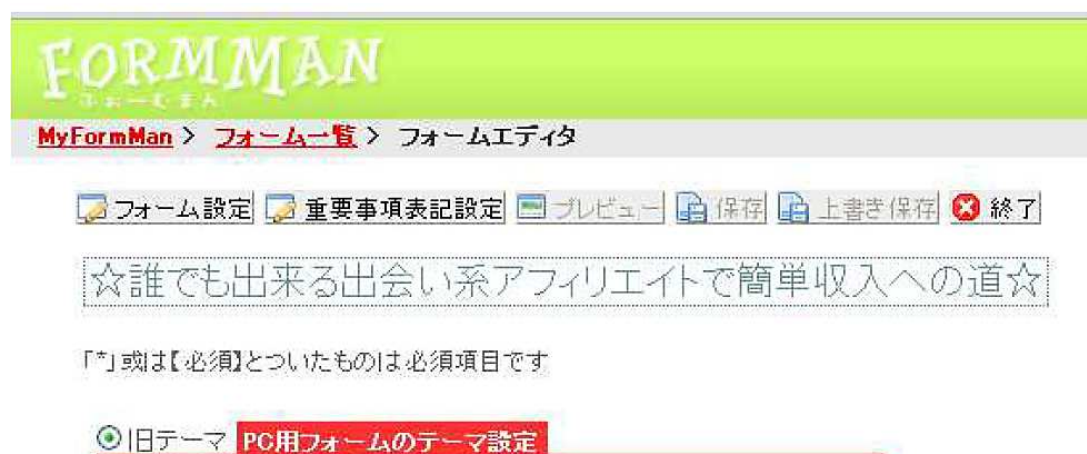 FORMMAN
ふぉーむまん
MyFormMan > フォーム一覧 > フォームエディタ
フォーム設定 重要事項表記設定 プレビュー 保存 上書き保存 終了
☆誰でも出来る出会い系アフィリエイトで簡単収入への道☆
「*」或は【必須】とついたものは必須項目です
旧テーマ PC用フォームのテーマ設定